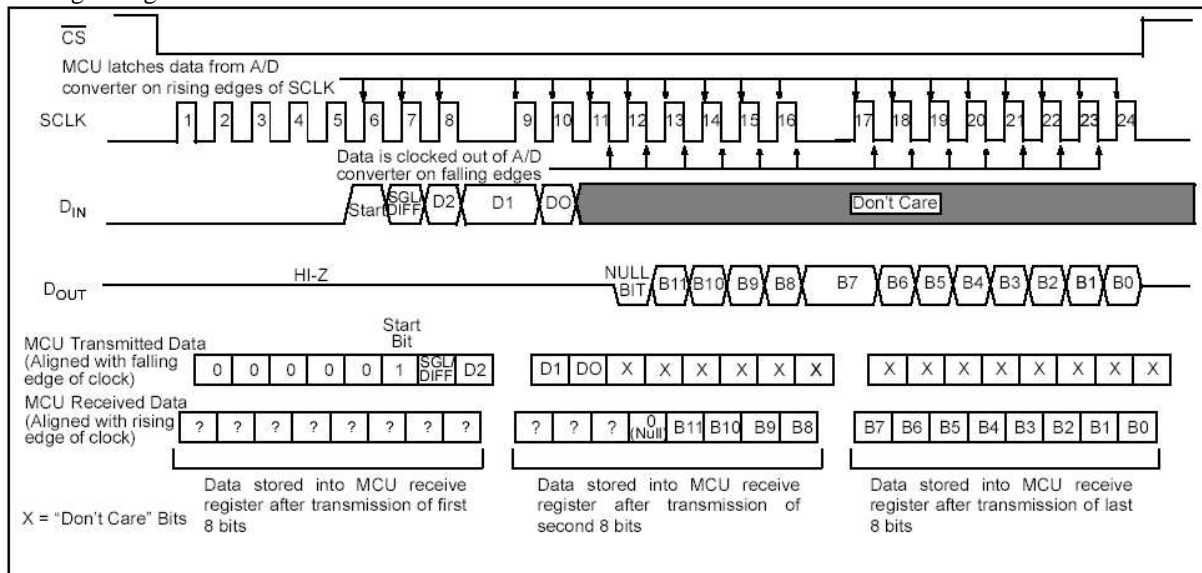 CS
MCU latches data from A/D
converter on rising edges of SCLK
SCLK
1 2 3 4 5 6 7 8 9 10 11 12 13 14 15 16 17 18 19 20 21 22 23 24
Data is clocked out of A/D
converter on falling edges
DIN
Start SGL/DIFF D2 D1 DO Don't Care
HI-Z
DOUT
NULL BIT B11 B10 B9 B8 B7 B6 B5 B4 B3 B2 B1 B0
Start
Bit
MCU Transmitted Data
(Aligned with falling
edge of clock)
0 0 0 0 0 1 SGL/DIFF D2 D1 DO X X X X X X X X X X X X X X
MCU Received Data
(Aligned with rising
edge of clock)
? ? ? ? ? ? ? ? ? ? ? 0 (Null) B11 B10 B9 B8 B7 B6 B5 B4 B3 B2 B1 B0
Data stored into MCU receive
register after transmission of first
8 bits
Data stored into MCU receive
register after transmission of
second 8 bits
Data stored into MCU receive
register after transmission of last
8 bits
X = "Don't Care" Bits